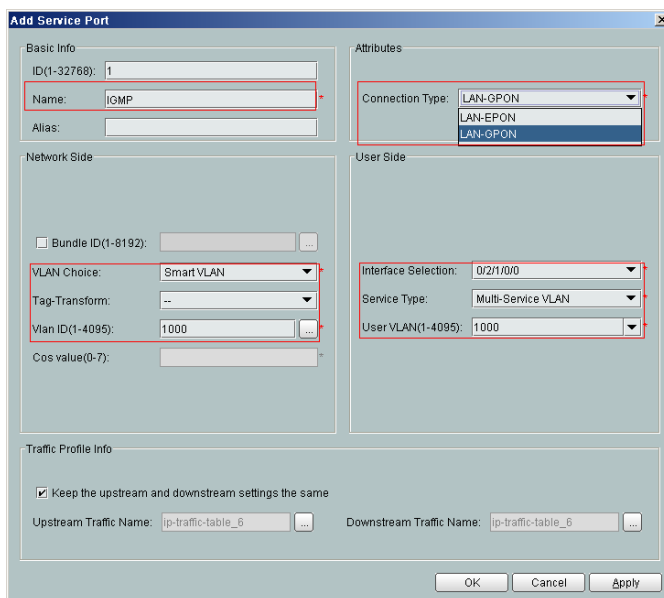 Add Service Port
Basic Info
ID(1-32768): 1
Name: IGMP *
Alias:
Attributes
Connection Type: LAN-GPON *
LAN-EPON
LAN-GPON
Network Side
Bundle ID(1-8192): ...
VLAN Choice: Smart VLAN *
Tag-Transform: --
Vlan ID(1-4095): 1000 ... *
Cos value(0-7): *
User Side
Interface Selection: 0/2/1/0/0 *
Service Type: Multi-Service VLAN *
User VLAN(1-4095): 1000 *
Traffic Profile Info
Keep the upstream and downstream settings the same
Upstream Traffic Name: ip-traffic-table_6 ... Downstream Traffic Name: ip-traffic-table_6 ...
OK Cancel Apply